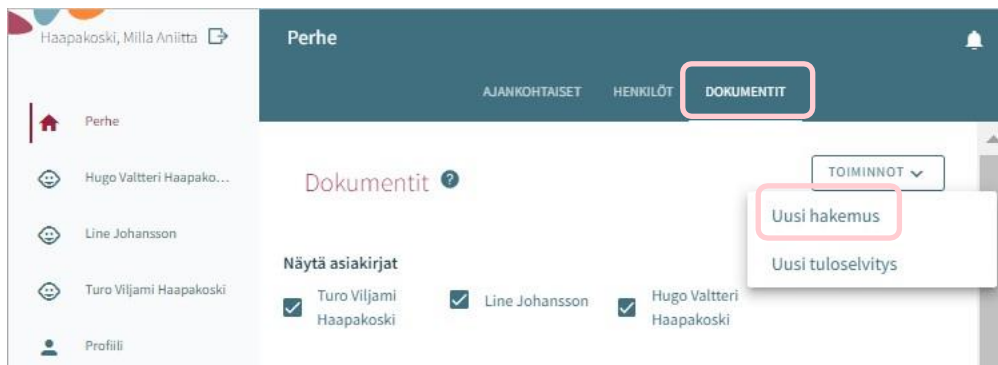 Haapakoski, Milla Aniitta
Perhe
AJANKOHTAISET HENKILÖT DOKUMENTIT
Perhe
Hugo Valtteri Haapako...
Line Johansson
Turo Viljami Haapakoski
Profiili
Dokumentit ?
TOIMINNOT
Uusi hakemus
Uusi tuloselvitys
Näytä asiakirjat
Turo Viljami
Haapakoski
Line Johansson
Hugo Valtteri
Haapakoski